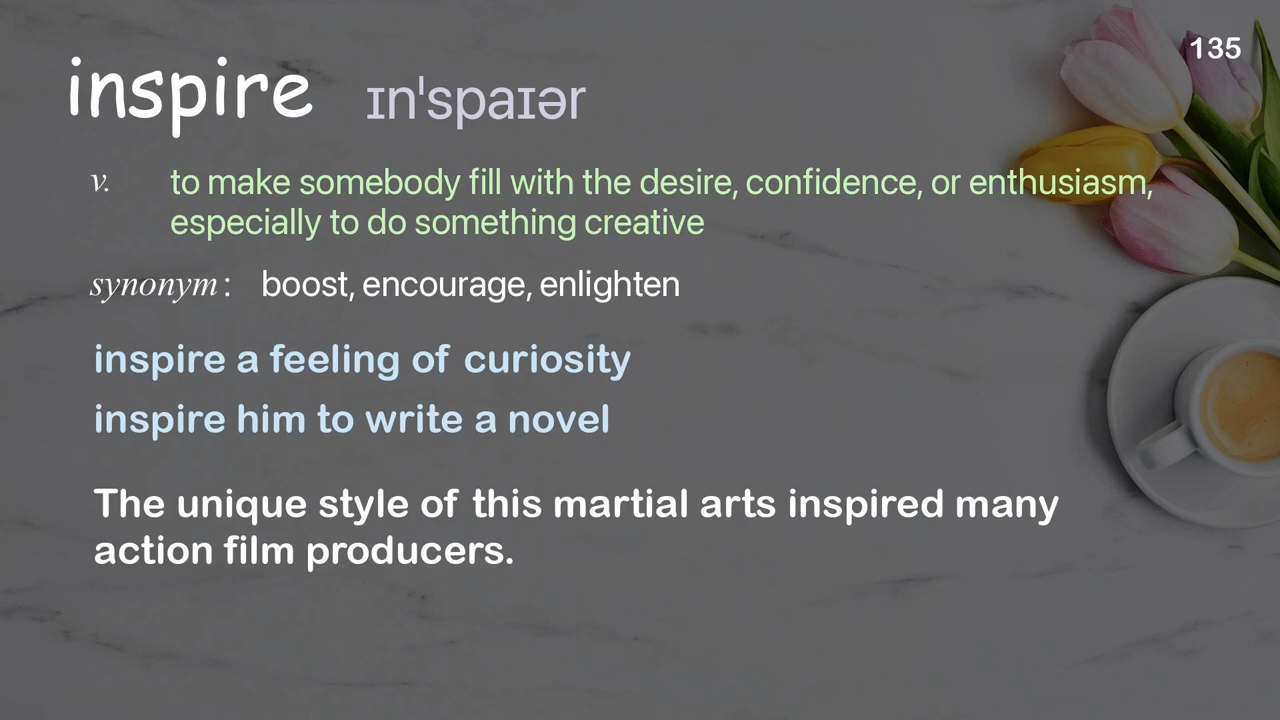 135
inspire ɪnˈspaɪər
v. to make somebody fill with the desire, confidence, or enthusiasm,
especially to do something creative
synonym : boost, encourage, enlighten
inspire a feeling of curiosity
inspire him to write a novel
The unique style of this martial arts inspired many
action film producers.